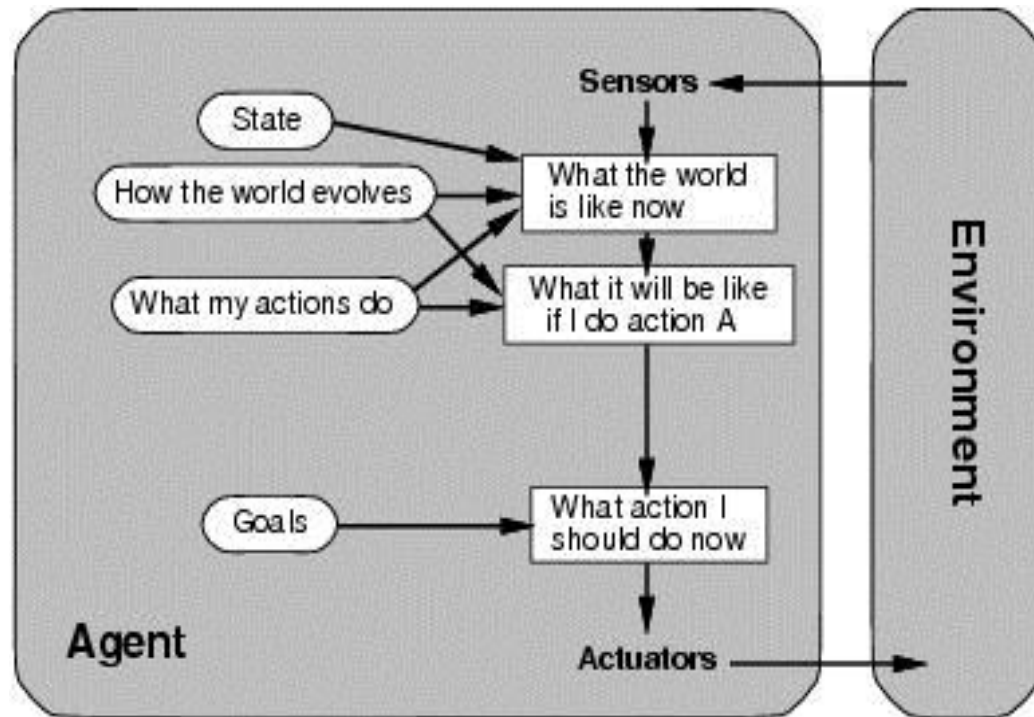 Sensors
State
What the world
is like now
How the world evolves
What my actions do
What it will be like
if I do action A
Goals
What action I
should do now
Agent
Actuators
Environment